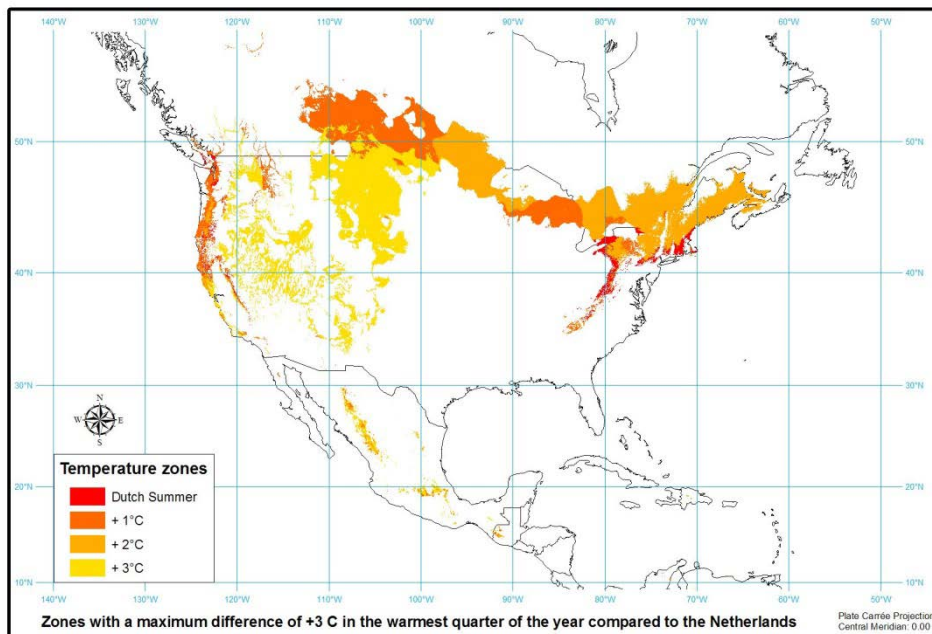 140°W 130°W 120°W 110°W 100°W 90°W 80°W 70°W 60°W 50°W
50°N 50°N
40°N 40°N
30°N 30°N
N
W E
S
Temperature zones
Dutch Summer
+ 1°C
+ 2°C
+ 3°C
20°N 20°N
10°N 10°N
140°W 130°W 120°W 110°W 100°W 90°W 80°W 70°W 60°W 50°W
Zones with a maximum difference of +3 C in the warmest quarter of the year compared to the Netherlands
Plate Carrée Projection
Central Meridian: 0.00